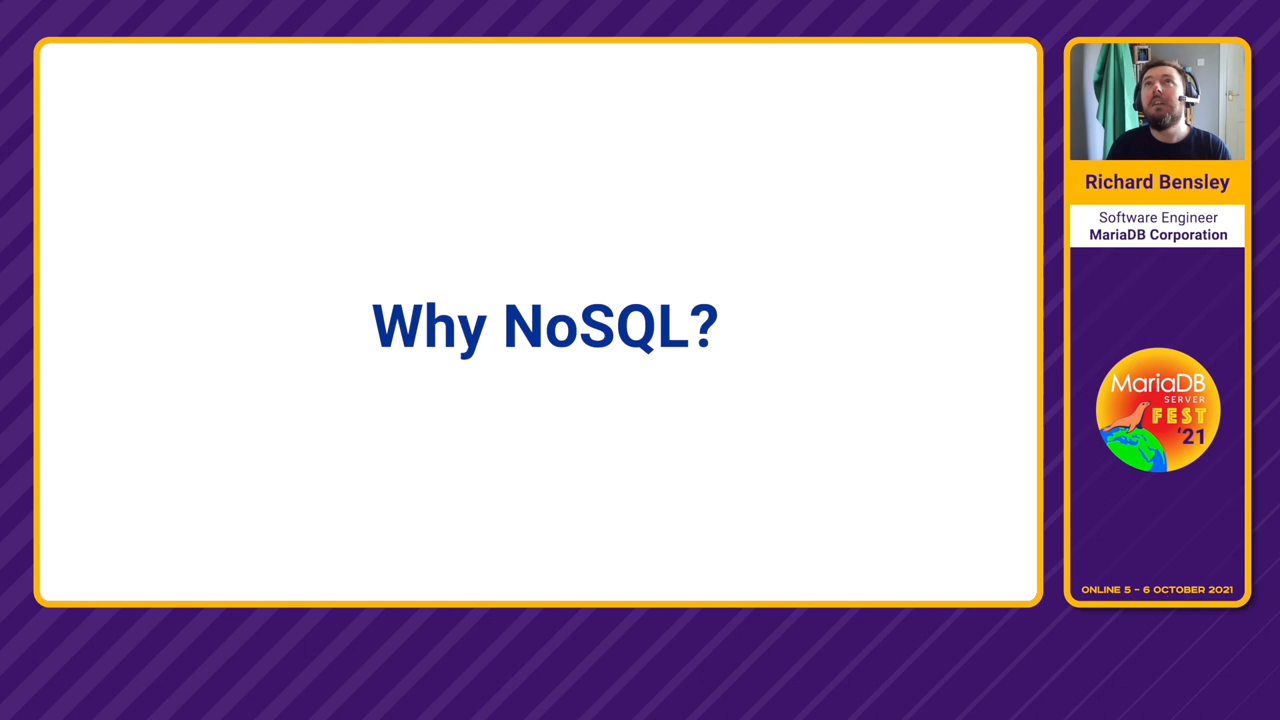 Why NoSQL?
Richard Bensley
Software Engineer
MariaDB Corporation
MariaDB
SERVER
FEST
'21
ONLINE 5 - 6 OCTOBER 2021